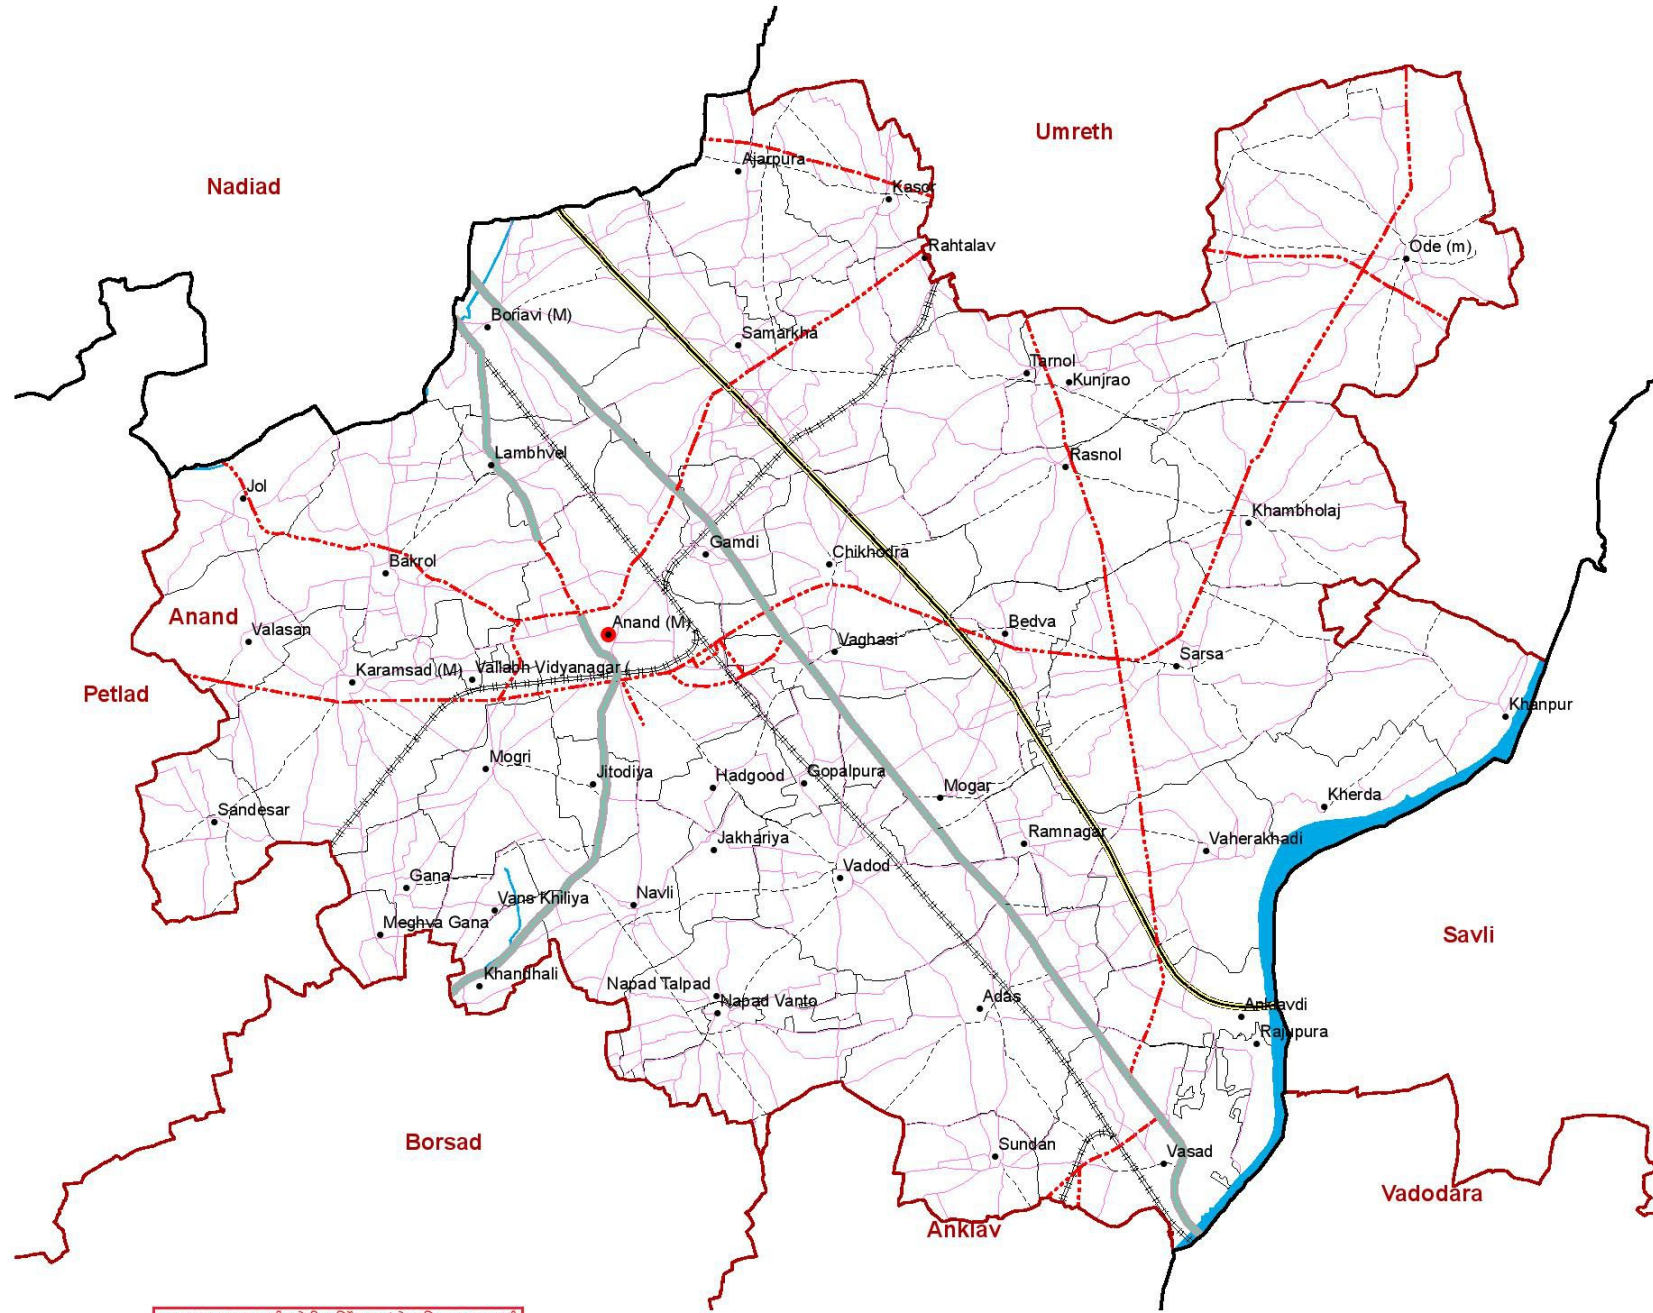 Umreth
Ajarpura
Nadiad
Kasor
Rahtalav
Ode (m)
Boriavi (M)
Samarkha
Tarnol
Kunjrao
Lambhvel
Rasnol
Jol
Khambholaj
Gamdi
Chikhodra
Bakrol
Anand
Anand (M)
Bedva
Valasan
Vaghasi
Sarsa
Karamsad (M)
Vallabh Vidyanagar (
Petlad
Khanpur
Mogri
Jitodiya
Hadgood
Gopalpura
Mogar
Kherda
Sandesar
Jakhariya
Ramnagar
Vaherakhadi
Vadod
Gana
Vans Khiliya
Navli
Meghva Gana
Savli
Khandhali
Napad Talpad
Napad Vanto
Adas
Anklavdi
Rajupura
Borsad
Sundan
Vasad
Vadodara
Anklav